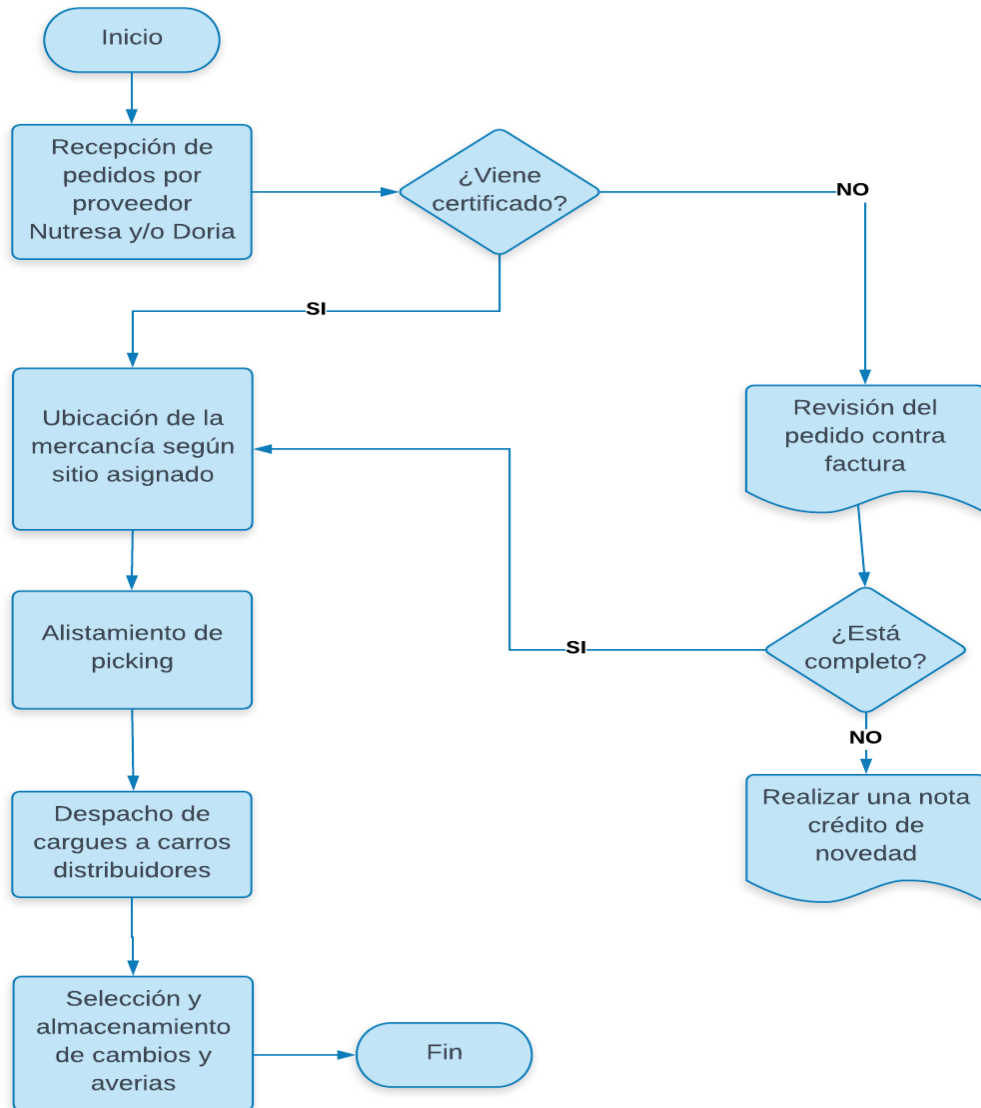 Inicio
Recepción de
pedidos por
proveedor
Nutresa y/o Doria
¿Viene
certificado?
NO
SI
Ubicación de la
mercancía según
sitio asignado
Revisión del
pedido contra
factura
Alistamiento de
picking
SI
¿Está
completo?
NO
Despacho de
cargues a carros
distribuidores
Realizar una nota
crédito de
novedad
Selección y
almacenamiento
de cambios y
averias
Fin